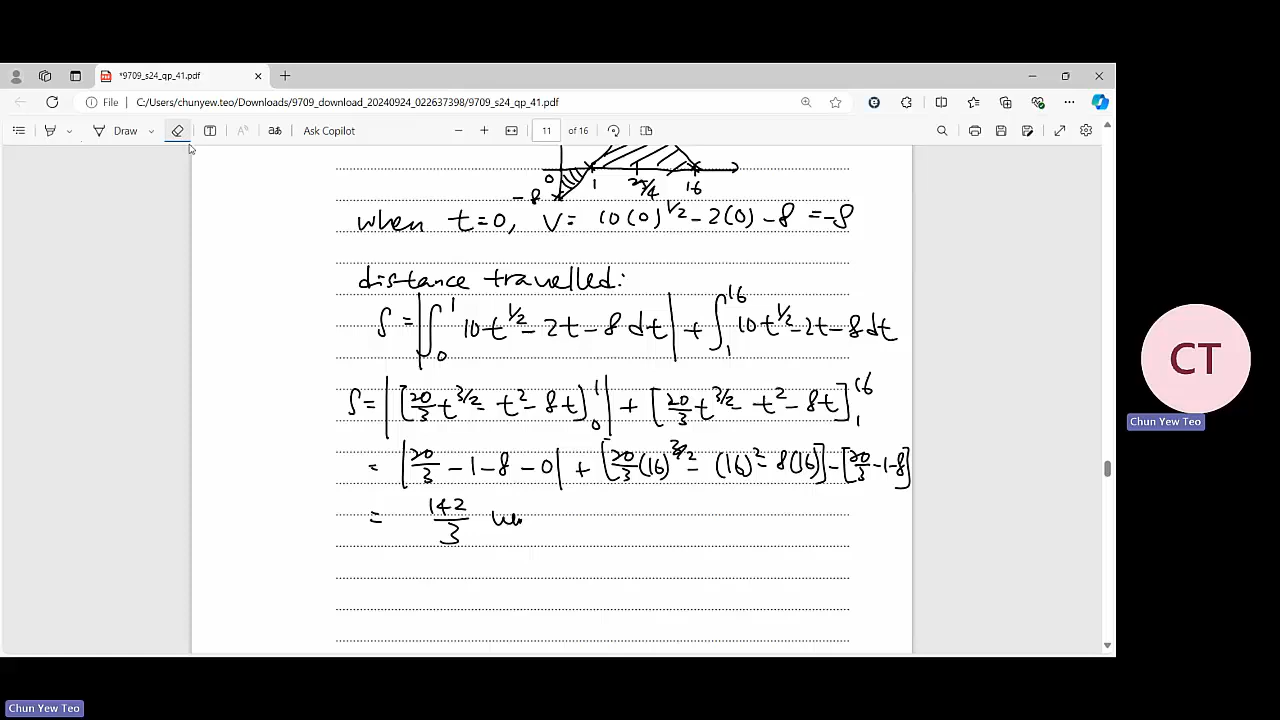 *9709_s24_qp_41.pdf
File C:/Users/chunyew.teo/Downloads/9709_download_20240924_022637398/9709_s24_qp_41.pdf
Draw Ask Copilot 11 of 16
0 1 25/4 16
-8
when t=0, v= 10(0)^1/2 - 2(0) - 8 = -8
distance travelled:
s = |∫_0^1 10t^1/2 - 2t - 8 dt| + ∫_1^16 10t^1/2 - 2t - 8 dt
s = |[20/3 t^3/2 - t^2 - 8t]_0^1| + [20/3 t^3/2 - t^2 - 8t]_1^16
= |20/3 - 1 - 8 - 0| + [20/3 (16)^3/2 - (16)^2 - 8(16)] - [20/3 - 1 - 8]
= 142/3
CT
Chun Yew Teo
Chun Yew Teo